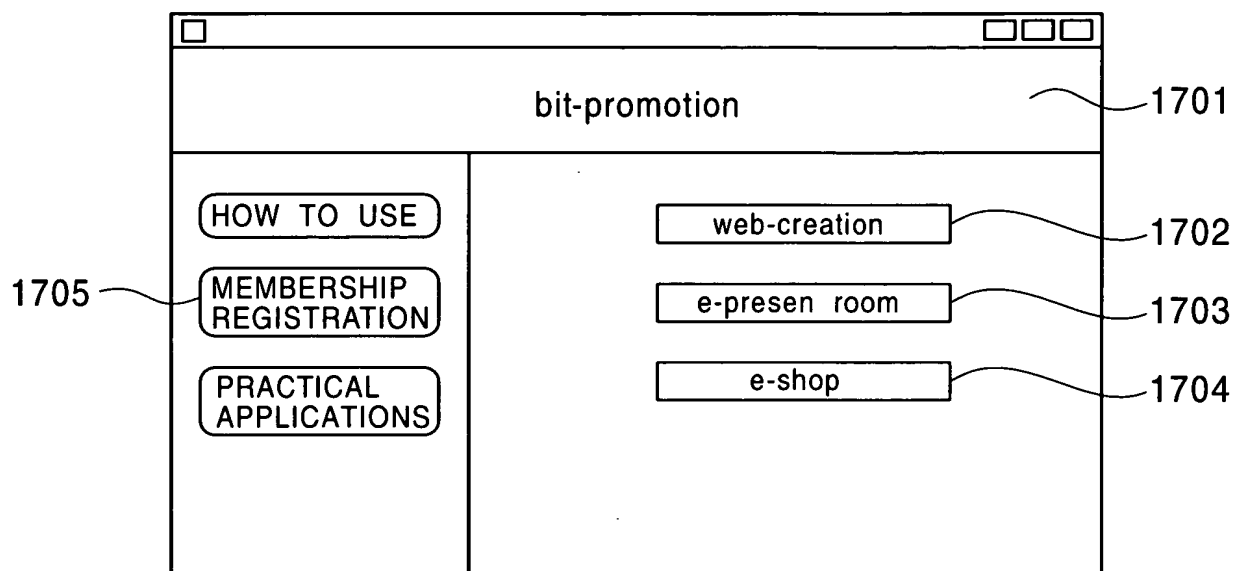 bit-promotion
1701
HOW TO USE
web-creation
1702
1705
MEMBERSHIP
REGISTRATION
e-presen room
1703
PRACTICAL
APPLICATIONS
e-shop
1704